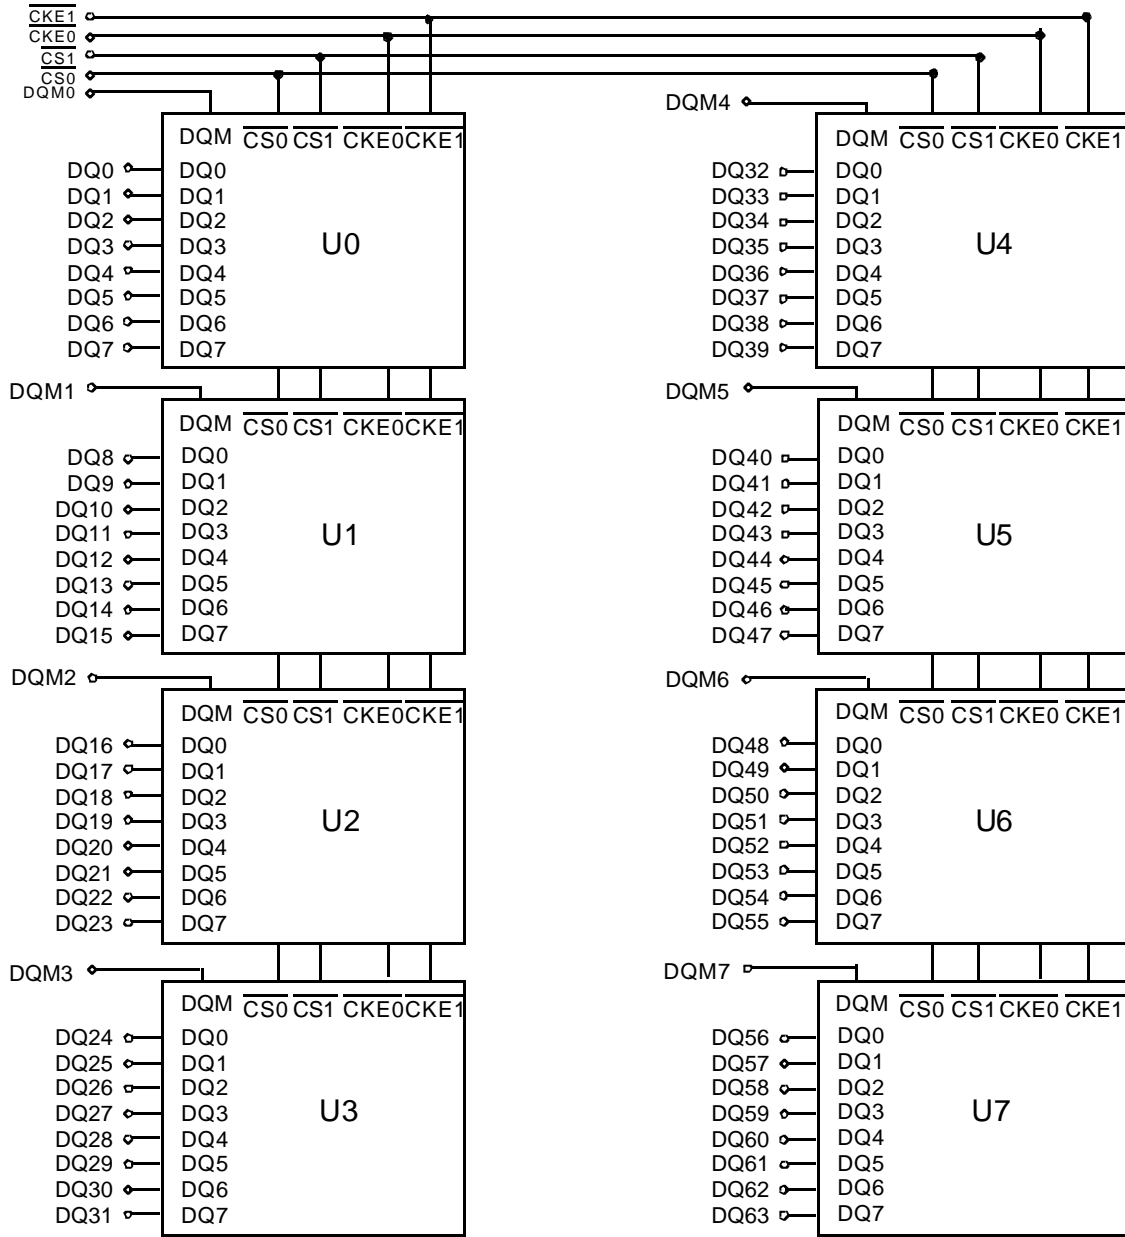 CKE1
CKE0
CS1
CS0
DQM0
DQM CS0 CS1 CKE0 CKE1
DQ0 DQ0
DQ1 DQ1
DQ2 DQ2
DQ3 DQ3
DQ4 DQ4
DQ5 DQ5
DQ6 DQ6
DQ7 DQ7
U0
DQM1
DQM CS0 CS1 CKE0 CKE1
DQ8 DQ0
DQ9 DQ1
DQ10 DQ2
DQ11 DQ3
DQ12 DQ4
DQ13 DQ5
DQ14 DQ6
DQ15 DQ7
U1
DQM2
DQM CS0 CS1 CKE0 CKE1
DQ16 DQ0
DQ17 DQ1
DQ18 DQ2
DQ19 DQ3
DQ20 DQ4
DQ21 DQ5
DQ22 DQ6
DQ23 DQ7
U2
DQM3
DQM CS0 CS1 CKE0 CKE1
DQ24 DQ0
DQ25 DQ1
DQ26 DQ2
DQ27 DQ3
DQ28 DQ4
DQ29 DQ5
DQ30 DQ6
DQ31 DQ7
U3
DQM4
DQM CS0 CS1 CKE0 CKE1
DQ32 DQ0
DQ33 DQ1
DQ34 DQ2
DQ35 DQ3
DQ36 DQ4
DQ37 DQ5
DQ38 DQ6
DQ39 DQ7
U4
DQM5
DQM CS0 CS1 CKE0 CKE1
DQ40 DQ0
DQ41 DQ1
DQ42 DQ2
DQ43 DQ3
DQ44 DQ4
DQ45 DQ5
DQ46 DQ6
DQ47 DQ7
U5
DQM6
DQM CS0 CS1 CKE0 CKE1
DQ48 DQ0
DQ49 DQ1
DQ50 DQ2
DQ51 DQ3
DQ52 DQ4
DQ53 DQ5
DQ54 DQ6
DQ55 DQ7
U6
DQM7
DQM CS0 CS1 CKE0 CKE1
DQ56 DQ0
DQ57 DQ1
DQ58 DQ2
DQ59 DQ3
DQ60 DQ4
DQ61 DQ5
DQ62 DQ6
DQ63 DQ7
U7